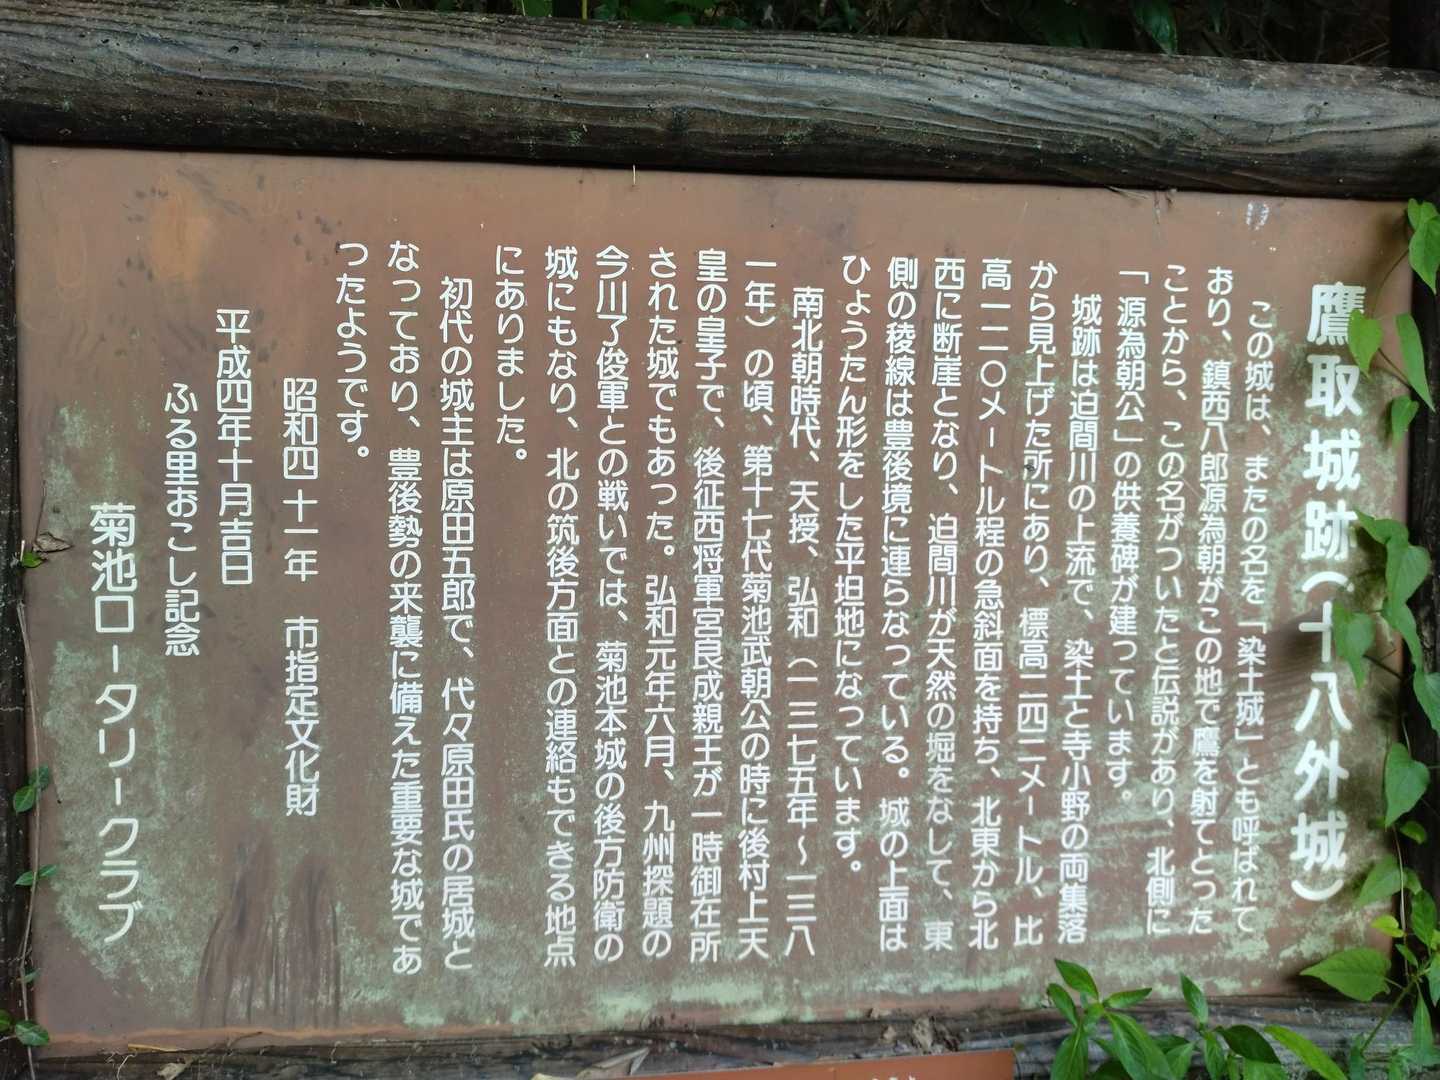 鷹取城跡(十八外城)
この城は、またの名を「染土城」とも呼ばれて
おり、鎮西八郎源為朝がこの地で鷹を射てとった
ことから、この名がついたと伝説があり、北側に
「源為朝公」の供養碑が建っています。
城跡は迫間川の上流で、染土と寺小野の両集落
から見上げた所にあり、標高二四二メートル、比
高一一〇メートル程の急斜面を持ち、北東から北
西に断崖となり、迫間川が天然の堀をなして、東
側の稜線は豊後境に連らなっている。城の上面は
ひょうたん形をした平坦地になっています。
南北朝時代、天授、弘和(一三七五年～一三八
一年)の頃、第十七代菊池武朝公の時に後村上天
皇の皇子で、後征西将軍宮良成親王が一時御在所
された城でもあった。弘和元年六月、九州探題の
今川了俊軍との戦いでは、菊池本城の後方防衛の
城にもなり、北の筑後方面との連絡もできる地点
にありました。
初代の城主は原田五郎で、代々原田氏の居城と
なっており、豊後勢の来襲に備えた重要な城であ
つたようです。
昭和四十一年 市指定文化財
平成四年十月吉日
ふる里おこし記念
菊池ロータリークラブ